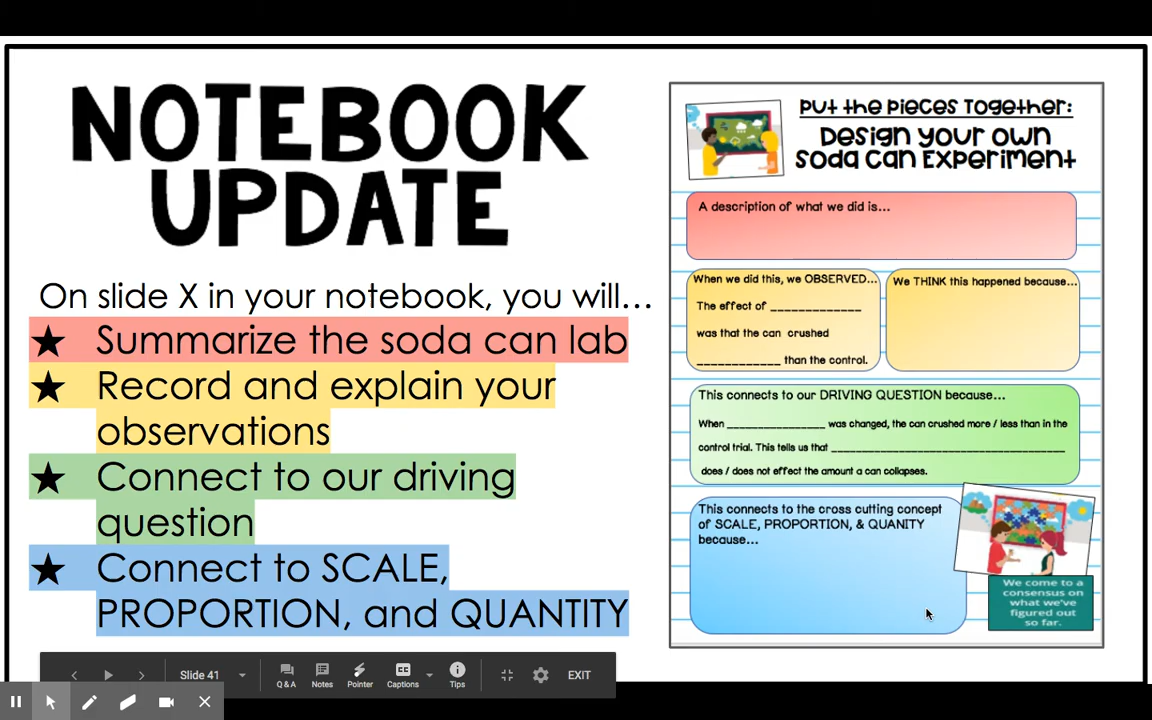 NOTEBOOK
UPDATE
On slide X in your notebook, you will...
★ Summarize the soda can lab
★ Record and explain your
observations
★ Connect to our driving
question
★ Connect to SCALE,
PROPORTION, and QUANTITY
Put the Pieces Together:
Design your own
Soda Can Experiment
A description of what we did is...
When we did this, we OBSERVED...
The effect of ______________
was that the can crushed
_____________ than the control.
We THINK this happened because...
This connects to our DRIVING QUESTION because...
When ________________ was changed, the can crushed more / less than in the
control trial. This tells us that ______________________________________
does / does not effect the amount a can collapses.
This connects to the cross cutting concept
of SCALE, PROPORTION, & QUANITY
because...
We come to a
consensus on
what we've
figured out
so far.
Slide 41
Q & A
Notes
Pointer
Captions
Tips
EXIT